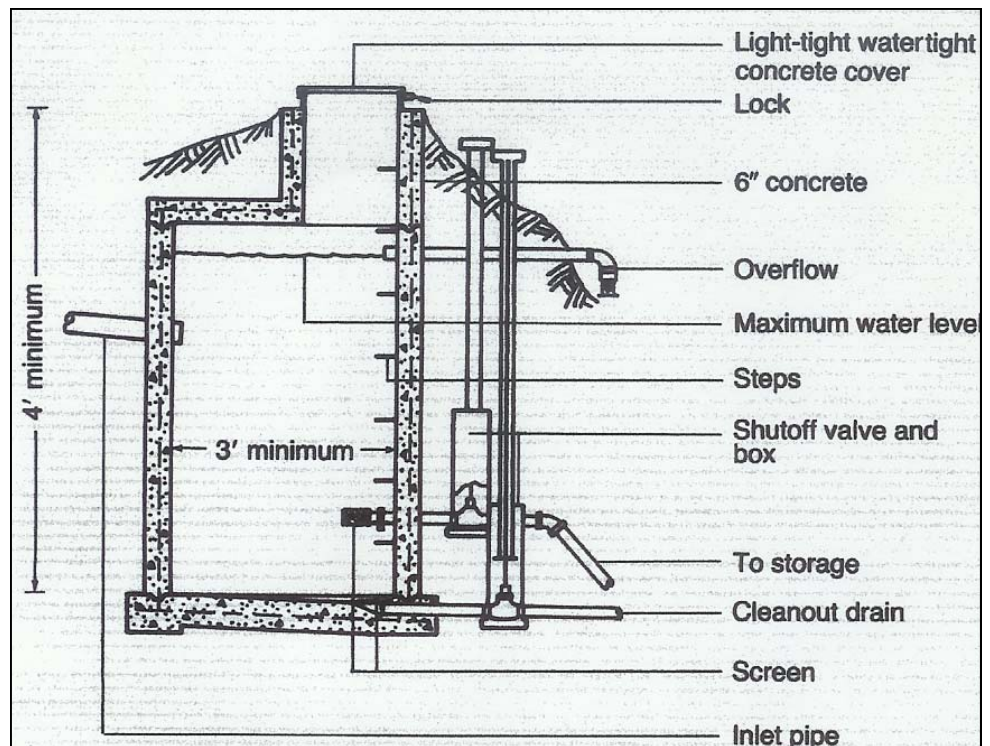 Light-tight watertight
concrete cover
Lock
6" concrete
Overflow
Maximum water level
Steps
Shutoff valve and
box
To storage
Cleanout drain
Screen
Inlet pipe
4' minimum
3' minimum